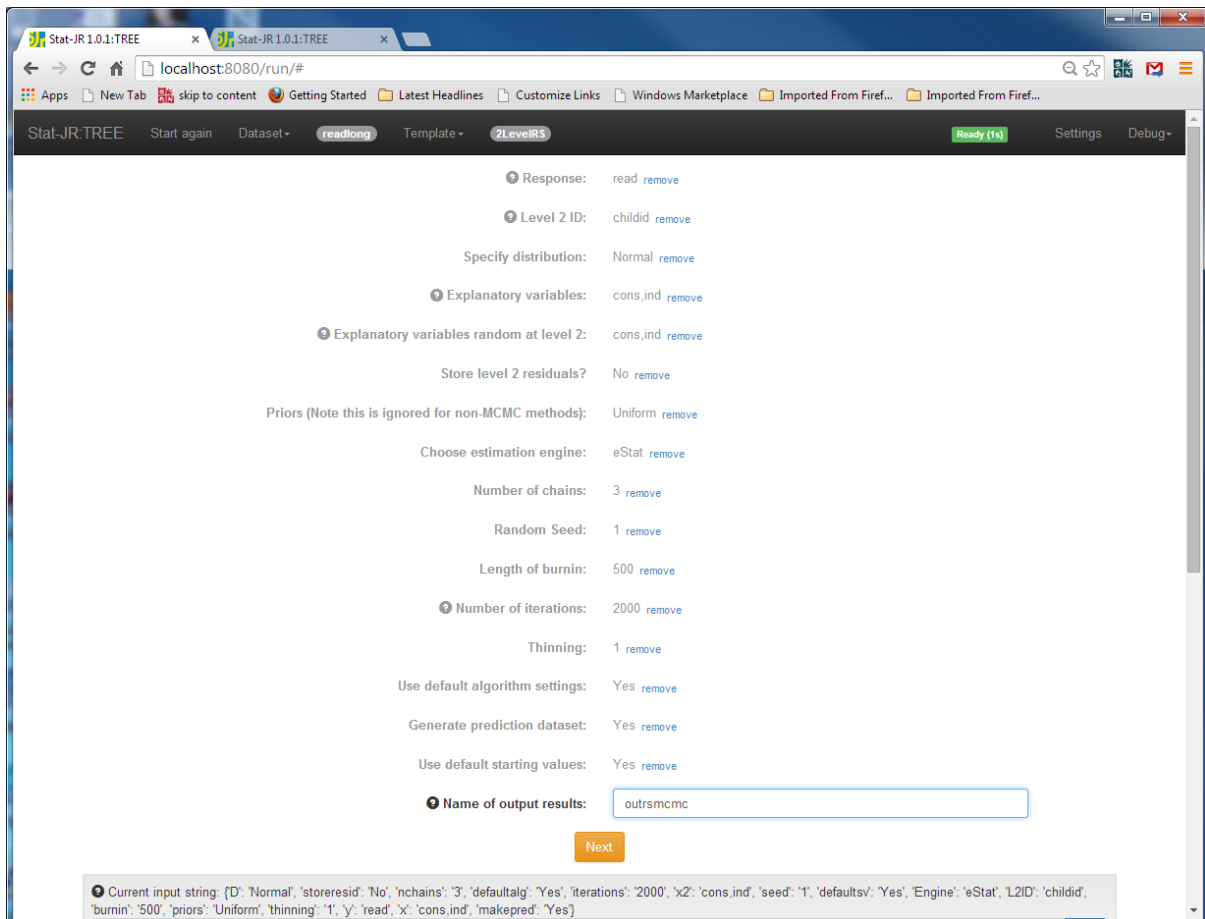 Stat-JR 1.0.1:TREE × Stat-JR 1.0.1:TREE ×
localhost:8080/run/#
Apps New Tab skip to content Getting Started Latest Headlines Customize Links Windows Marketplace Imported From Firef... Imported From Firef...
Stat-JR:TREE Start again Dataset readlong Template 2LevelRS Ready (1s) Settings Debug
Response: read remove
Level 2 ID: childid remove
Specify distribution: Normal remove
Explanatory variables: cons,ind remove
Explanatory variables random at level 2: cons,ind remove
Store level 2 residuals? No remove
Priors (Note this is ignored for non-MCMC methods): Uniform remove
Choose estimation engine: eStat remove
Number of chains: 3 remove
Random Seed: 1 remove
Length of burnin: 500 remove
Number of iterations: 2000 remove
Thinning: 1 remove
Use default algorithm settings: Yes remove
Generate prediction dataset: Yes remove
Use default starting values: Yes remove
Name of output results: outrsmcmc
Next
Current input string: {'D': 'Normal', 'storeresid': 'No', 'nchains': '3', 'defaultalg': 'Yes', 'iterations': '2000', 'x2': 'cons,ind', 'seed': '1', 'defaultsv': 'Yes', 'Engine': 'eStat', 'L2ID': 'childid',
'burnin': '500', 'priors': 'Uniform', 'thinning': '1', 'y': 'read', 'x': 'cons,ind', 'makepred': 'Yes'}